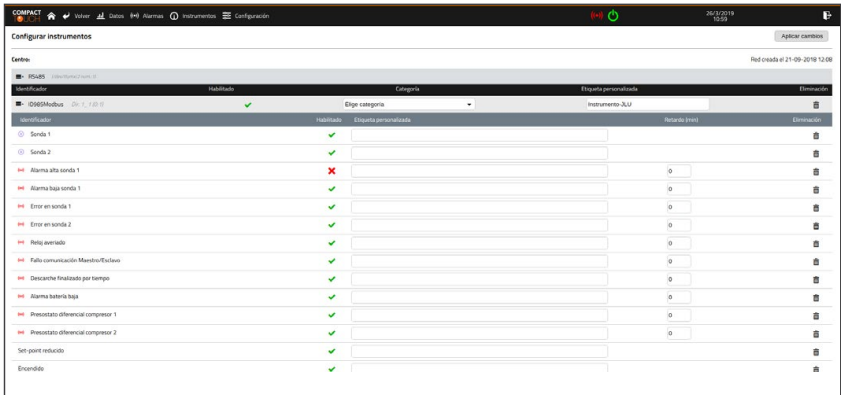 COMPACT
TOUCH Volver Datos Alarmas Instrumentos Configuración 26/3/2019
10:59
Configurar instrumentos Aplicar cambios
Centro: Red creada el 21-09-2018 12:08
RS485
Identificador Habilitado Categoría Etiqueta personalizada Eliminación
ID985Modbus Elige categoría Instrumento-JLU
Identificador Habilitado Etiqueta personalizada Retardo (min) Eliminación
Sonda 1
Sonda 2
Alarma alta sonda 1 0
Alarma baja sonda 1 0
Error en sonda 1 0
Error en sonda 2 0
Reloj averiado 0
Fallo comunicación Maestro/Esclavo 0
Descarche finalizado por tiempo 0
Alarma batería baja 0
Presostato diferencial compresor 1 0
Presostato diferencial compresor 2 0
Set-point reducido
Encendido